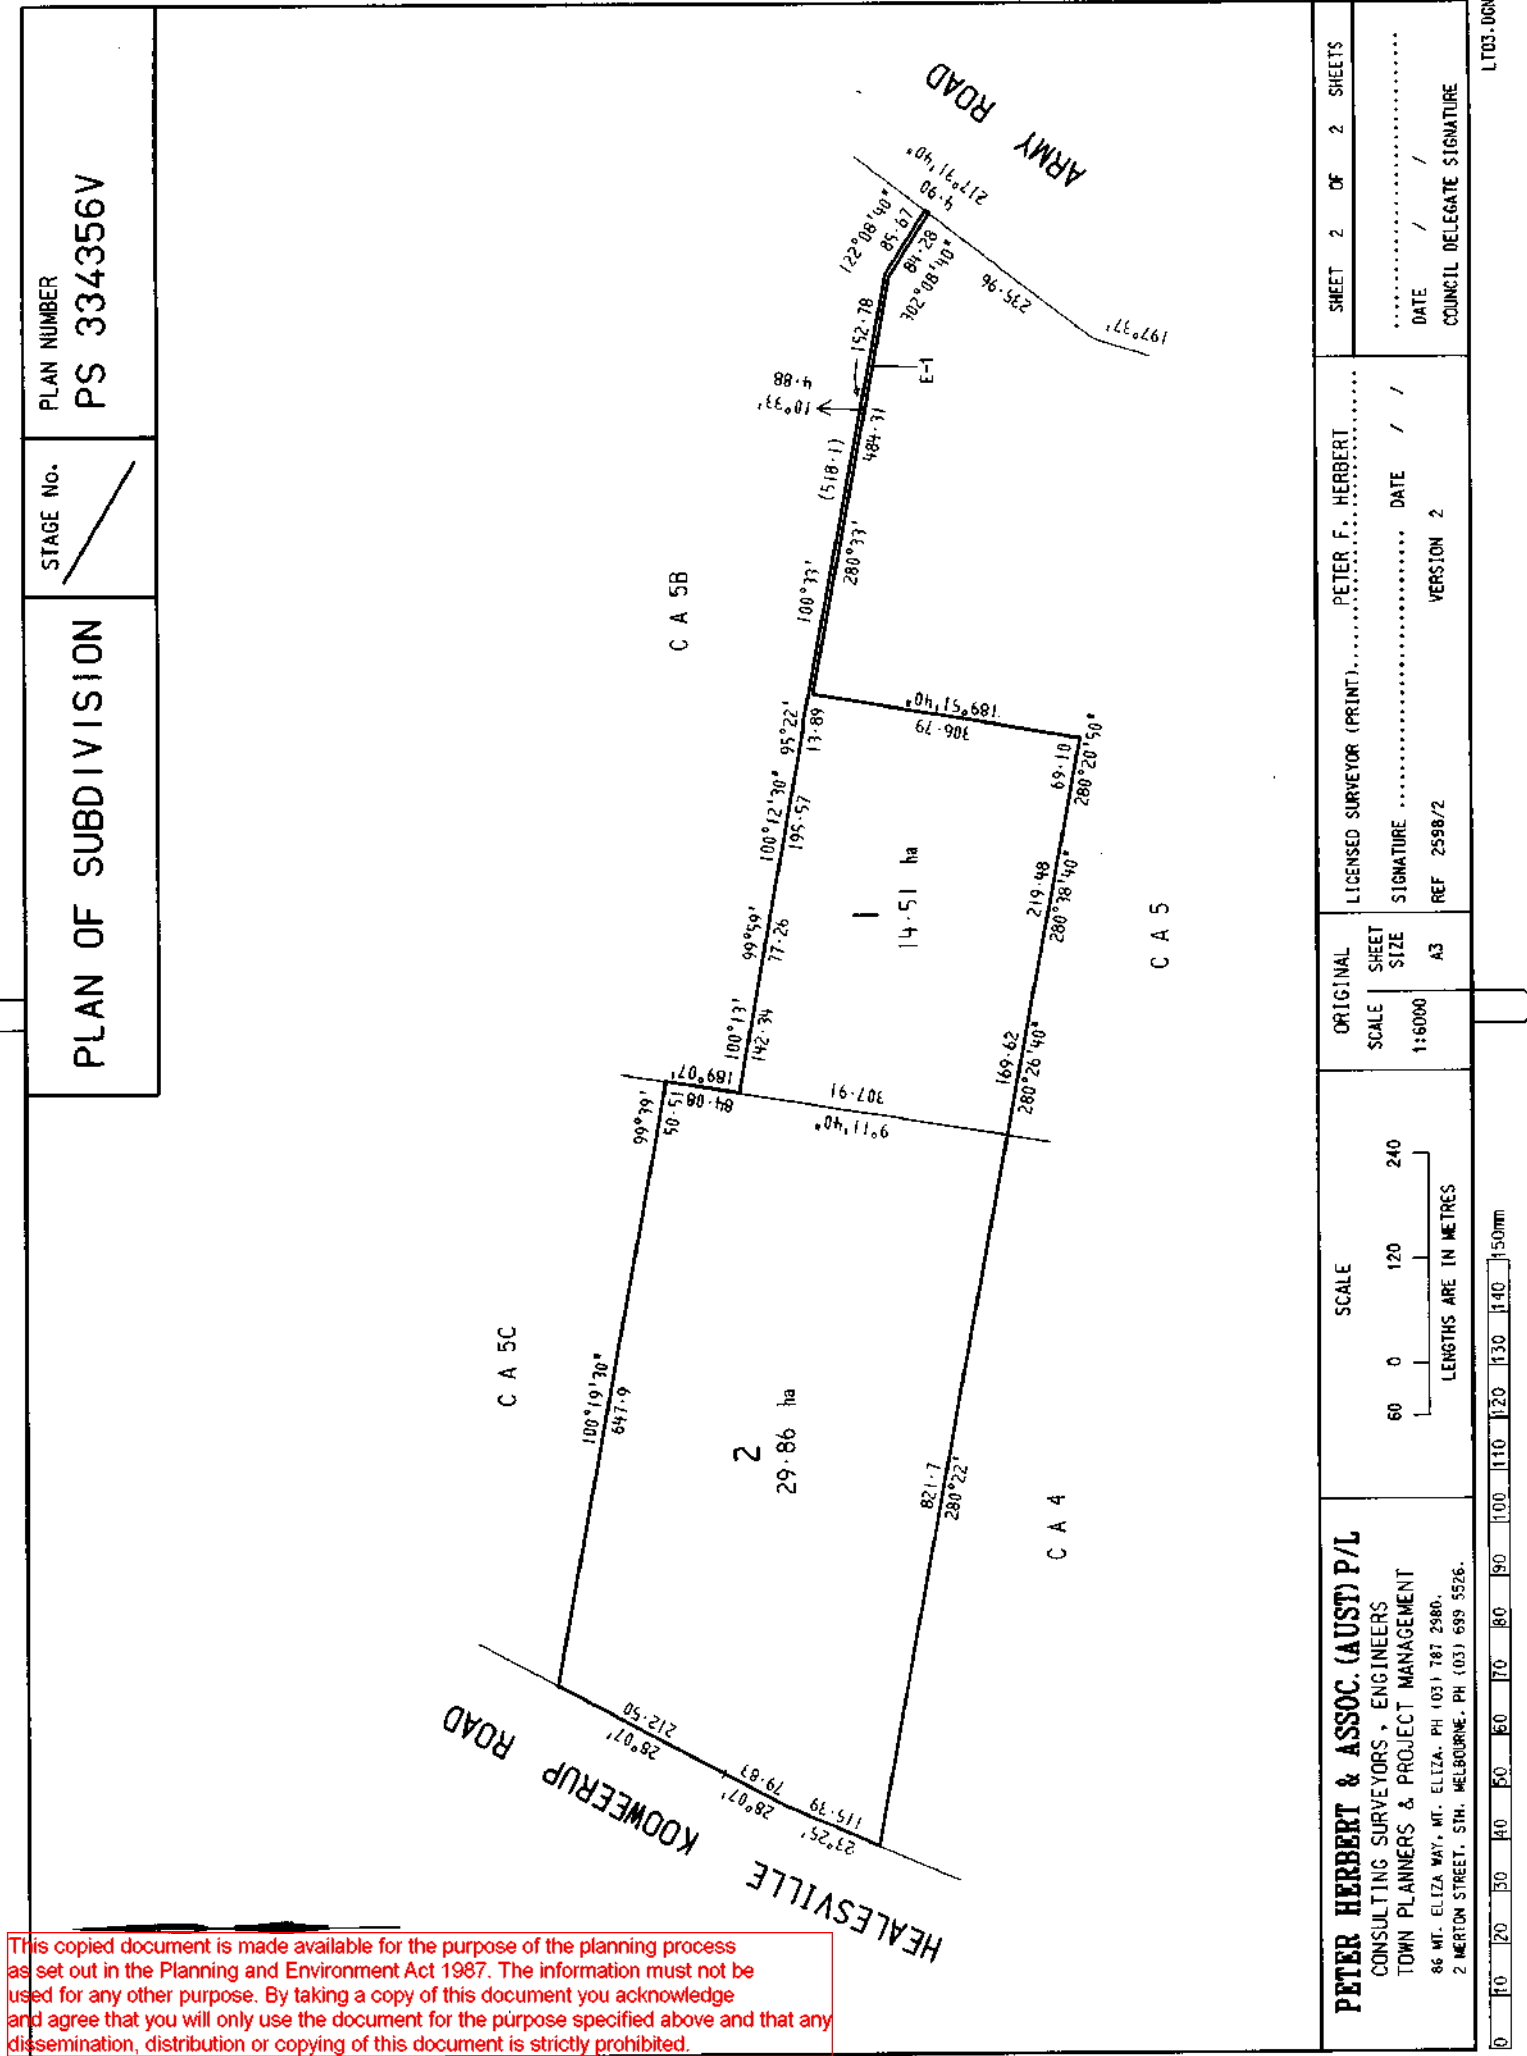 PLAN OF SUBDIVISION
STAGE No.
PLAN NUMBER
PS 334356V
HEALESVILLE KOOWEERUP ROAD
ARMY ROAD
C A 5C
C A 5B
C A 4
C A 5
28°07'
212·50
28°07'
79·83
23°25'
115·39
100°19'30"
647·9
99°39'
50·51
189°07'
84·08
2
29·86 ha
821·7
280°22'
307·91
9°11'40"
100°13'
142·34
99°59'
77·26
100°12'30"
195·57
95°22'
13·89
1
14·51 ha
169·62
280°26'40"
219·48
280°38'40"
69·10
280°20'50"
189°51'40"
306·79
100°33'
(518·1)
280°33'
484·31
10°33'
4·88
152·78
E-1
122°08'40"
85·67
84·28
302°08'40"
4·90
217°31'40"
235·96
197°37'
PETER HERBERT & ASSOC. (AUST) P/L
CONSULTING SURVEYORS, ENGINEERS
TOWN PLANNERS & PROJECT MANAGEMENT
86 MT. ELIZA WAY, MT. ELIZA. PH (03) 787 2980.
2 MERTON STREET, STH. MELBOURNE. PH (03) 699 5526.
SCALE
60 0 120 240
LENGTHS ARE IN METRES
ORIGINAL
SCALE
1:6000
SHEET
SIZE
A3
LICENSED SURVEYOR (PRINT)..... PETER F. HERBERT
SIGNATURE .............................. DATE / /
REF 2598/2 VERSION 2
SHEET 2 OF 2 SHEETS
DATE / /
COUNCIL DELEGATE SIGNATURE
LT03.DGN
0 10 20 30 40 50 60 70 80 90 100 110 120 130 140 150mm
This copied document is made available for the purpose of the planning process
as set out in the Planning and Environment Act 1987. The information must not be
used for any other purpose. By taking a copy of this document you acknowledge
and agree that you will only use the document for the purpose specified above and that any
dissemination, distribution or copying of this document is strictly prohibited.